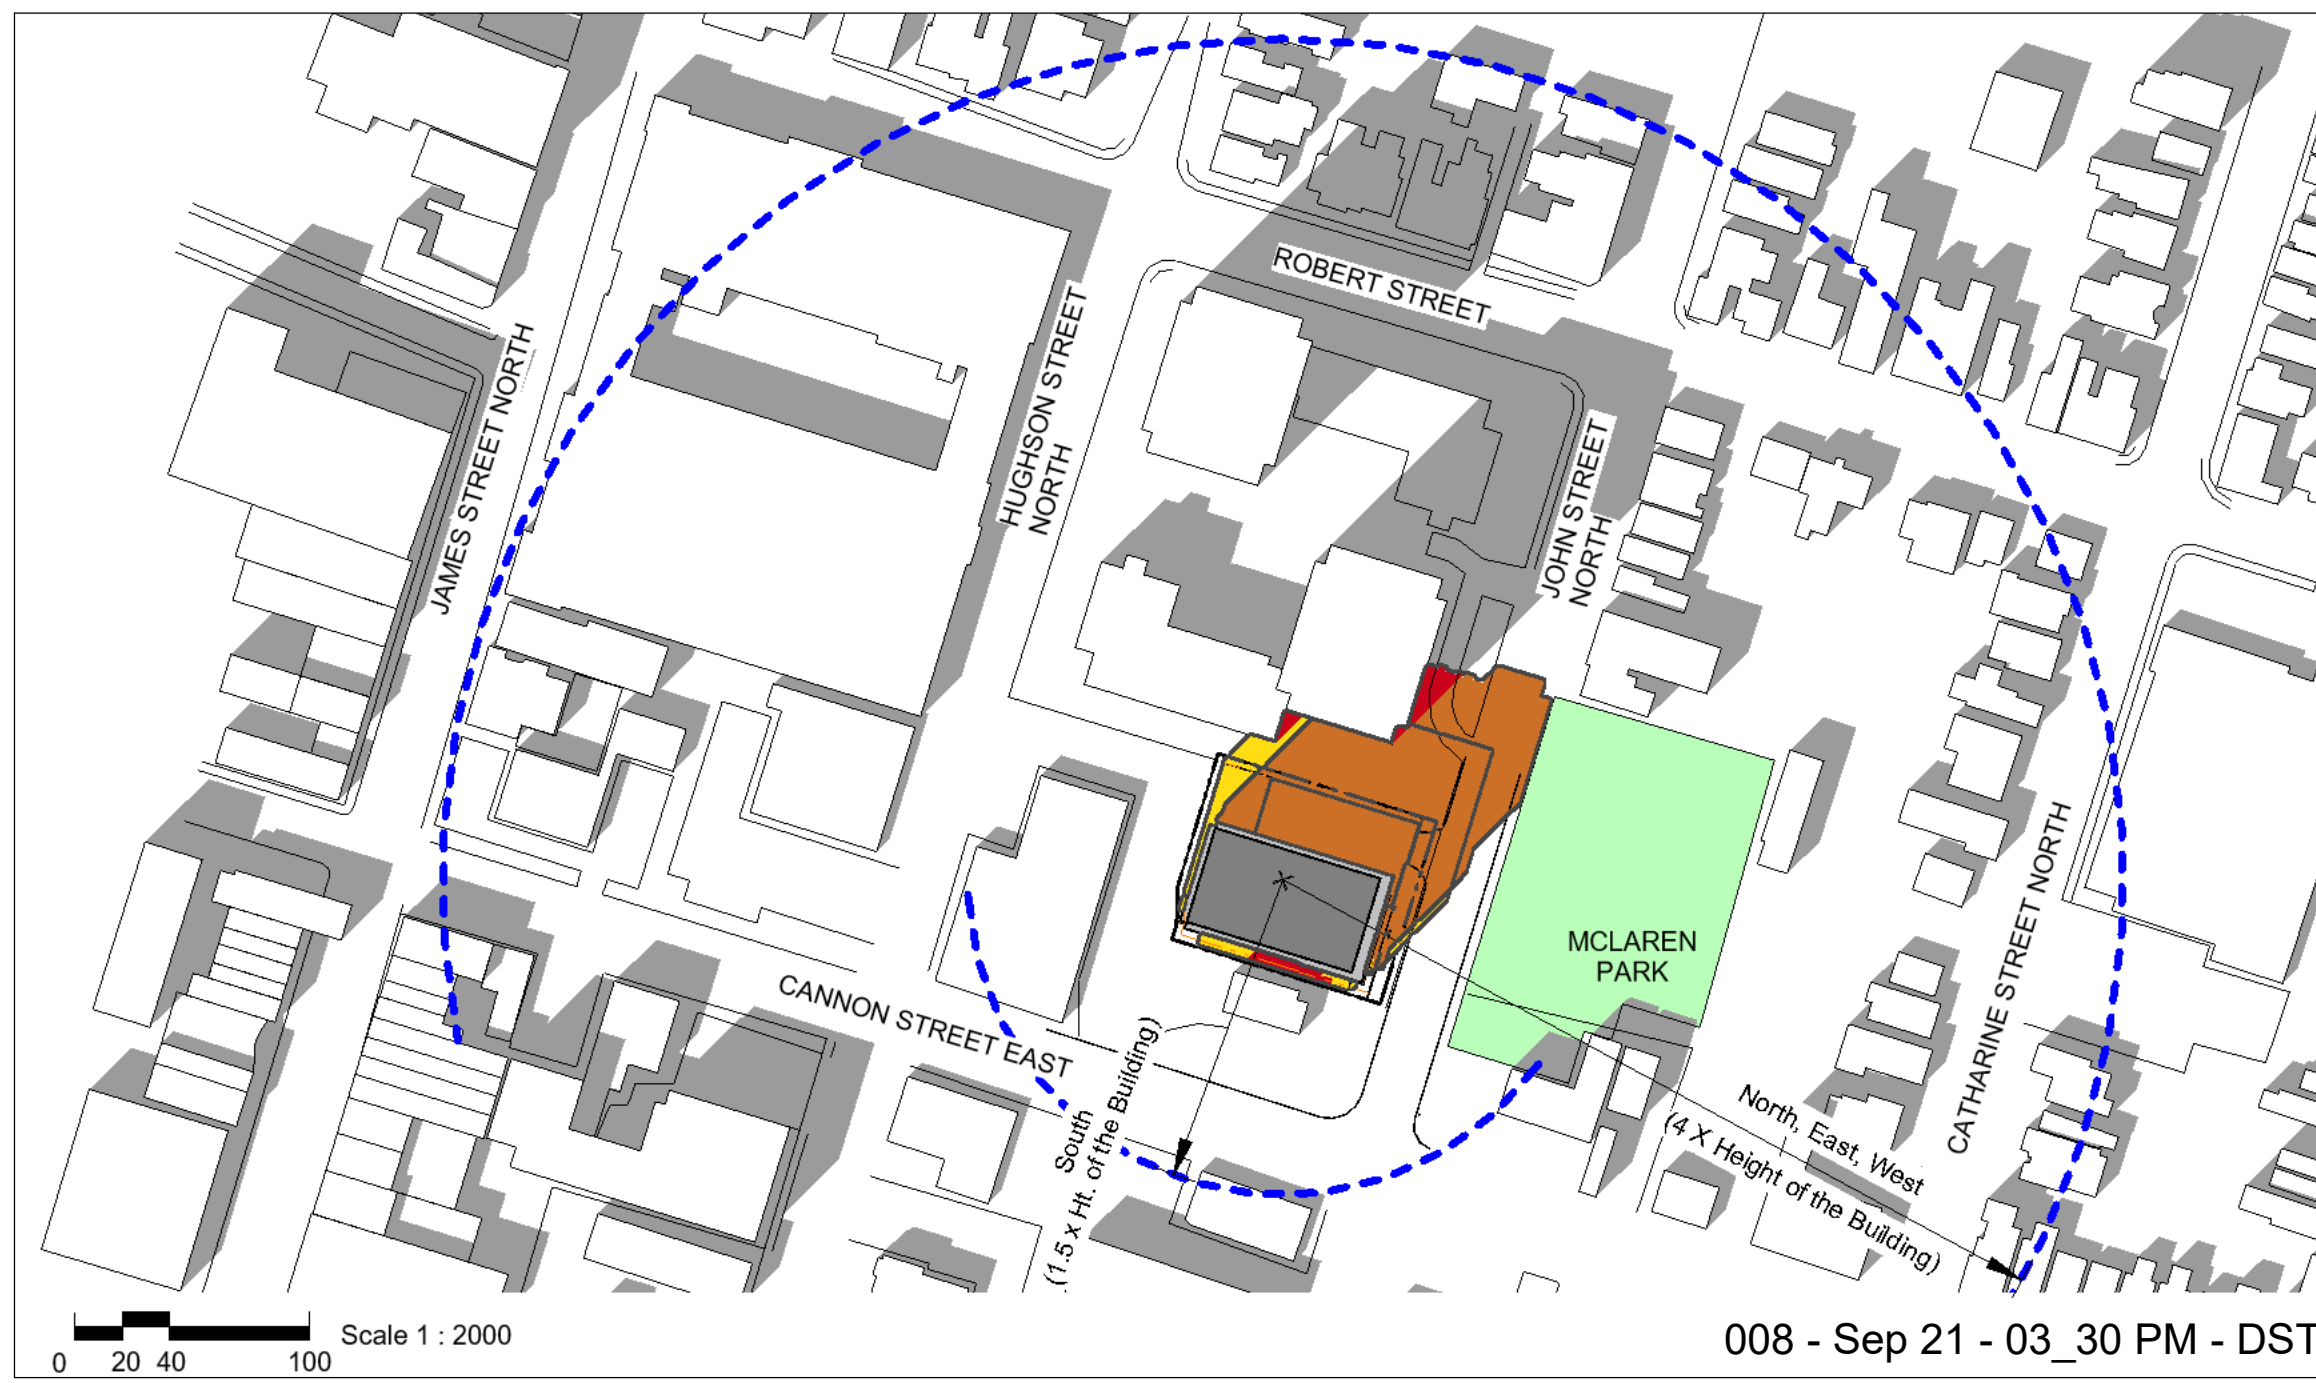 ROBERT STREET
HUGHSON STREET
NORTH
JAMES STREET NORTH
JOHN STREET
NORTH
MCLAREN
PARK
CATHARINE STREET NORTH
CANNON STREET EAST
South
(1.5 x Ht. of the Building)
North, East, West
(4 X Height of the Building)
0 20 40 100
Scale 1 : 2000
008 - Sep 21 - 03_30 PM - DST